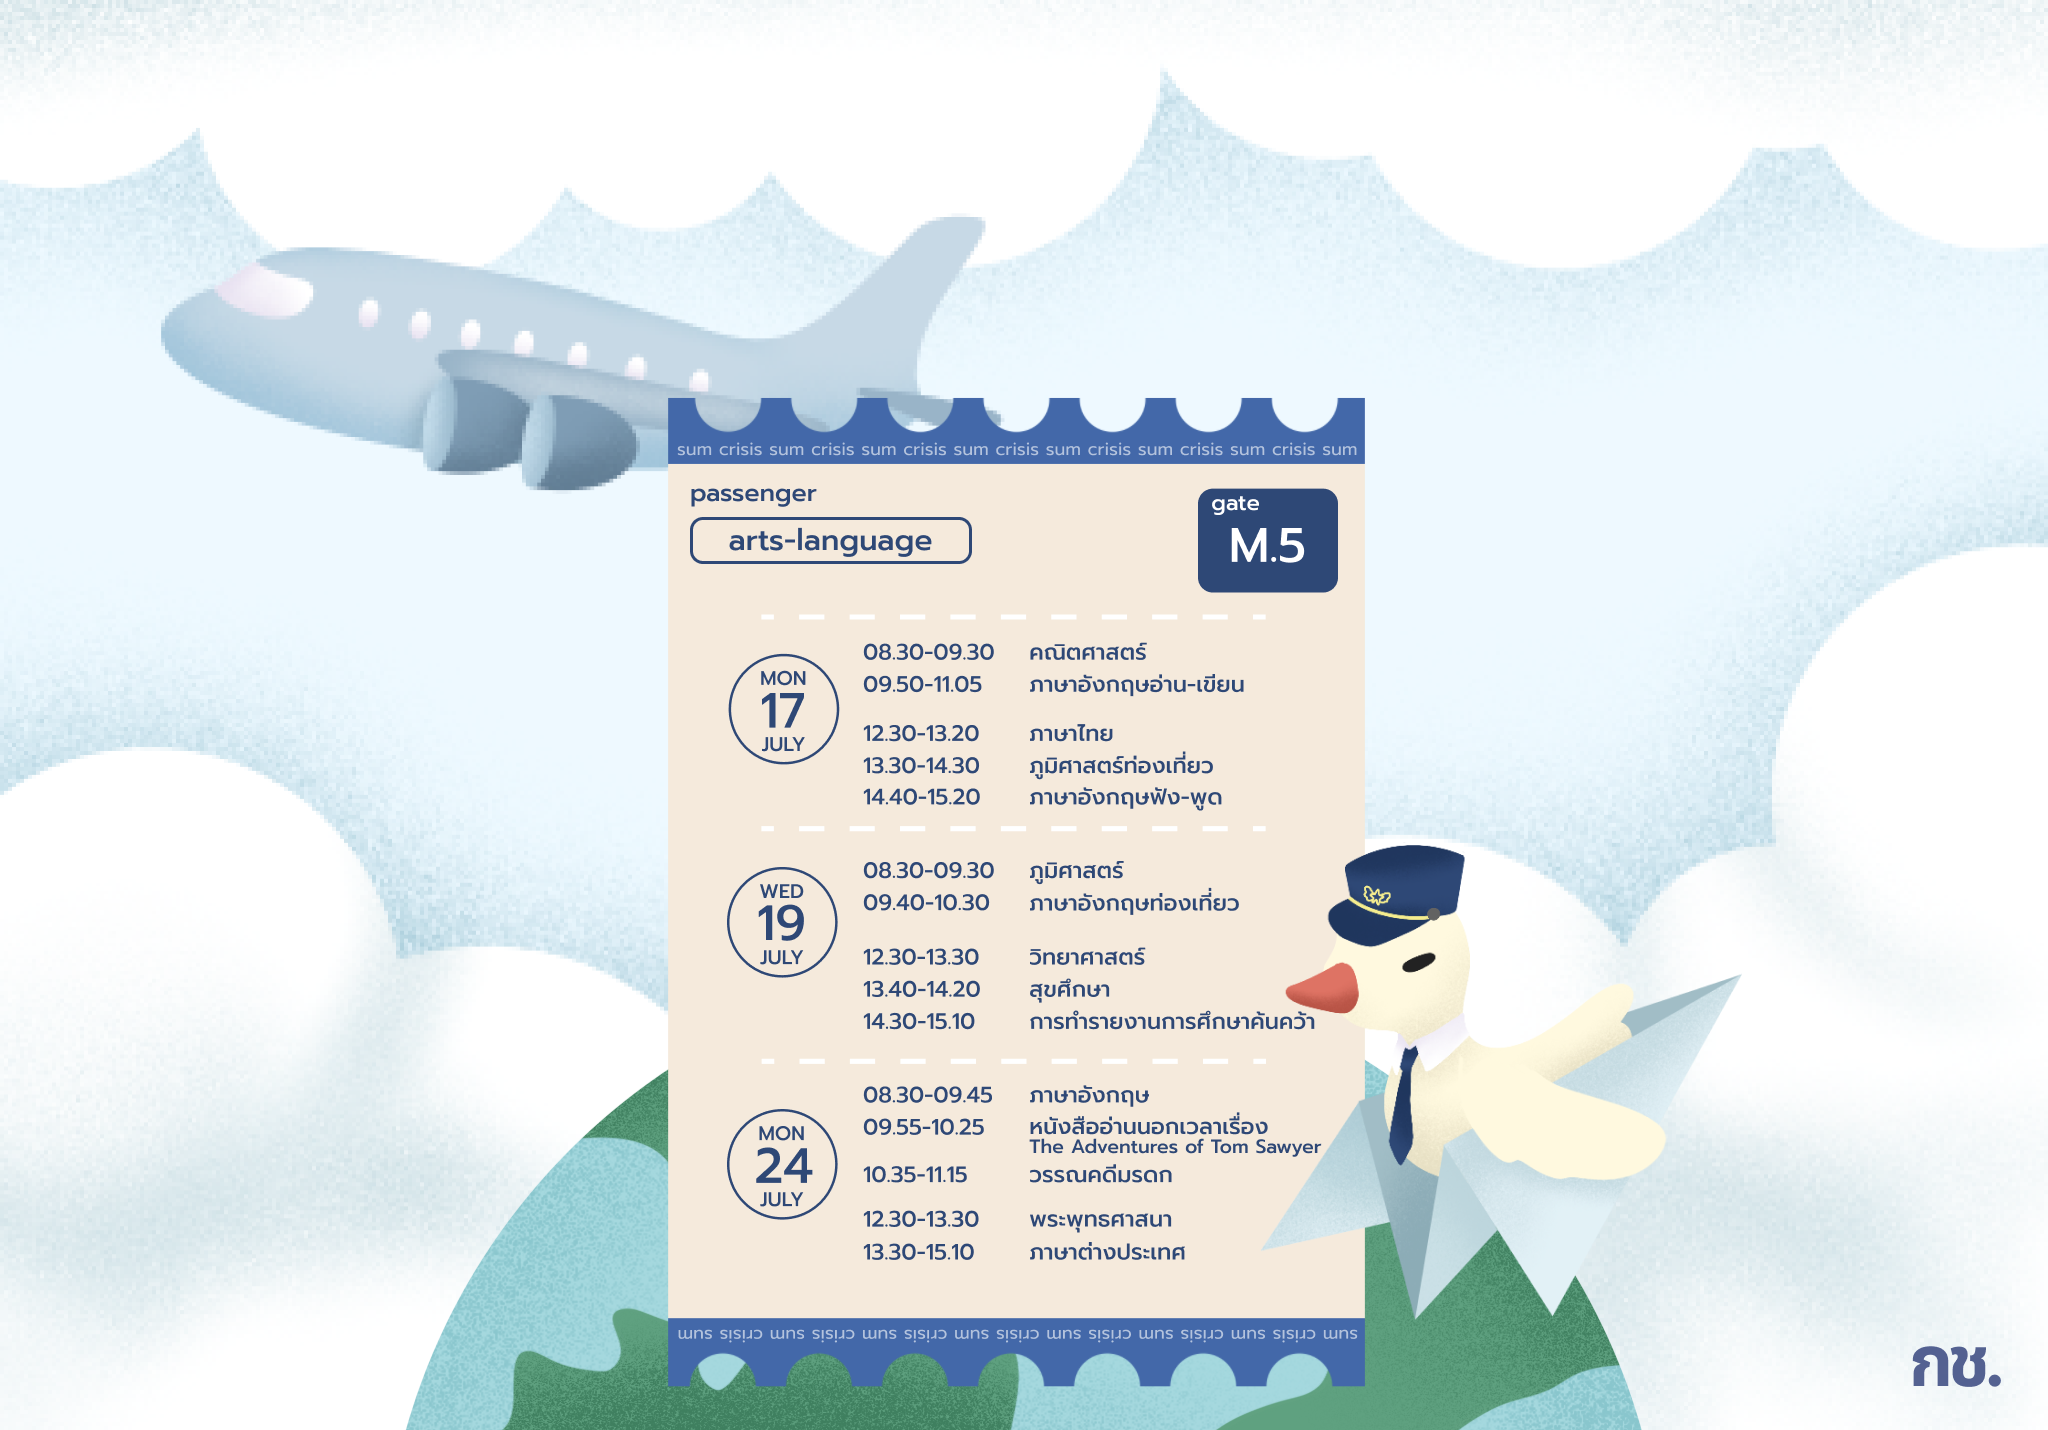 sum crisis sum crisis sum crisis sum crisis sum crisis sum crisis sum crisis sum
passenger
arts-language
gate
M.5
MON
17
JULY
08.30-09.30 คณิตศาสตร์
09.50-11.05 ภาษาอังกฤษอ่าน-เขียน
12.30-13.20 ภาษาไทย
13.30-14.30 ภูมิศาสตร์ท่องเที่ยว
14.40-15.20 ภาษาอังกฤษฟัง-พูด
WED
19
JULY
08.30-09.30 ภูมิศาสตร์
09.40-10.30 ภาษาอังกฤษท่องเที่ยว
12.30-13.30 วิทยาศาสตร์
13.40-14.20 สุขศึกษา
14.30-15.10 การทำรายงานการศึกษาค้นคว้า
MON
24
JULY
08.30-09.45 ภาษาอังกฤษ
09.55-10.25 หนังสืออ่านนอกเวลาเรื่อง
The Adventures of Tom Sawyer
10.35-11.15 วรรณคดีมรดก
12.30-13.30 พระพุทธศาสนา
13.30-15.10 ภาษาต่างประเทศ
sum crisis sum crisis sum crisis sum crisis sum crisis sum crisis sum crisis sum
กช.